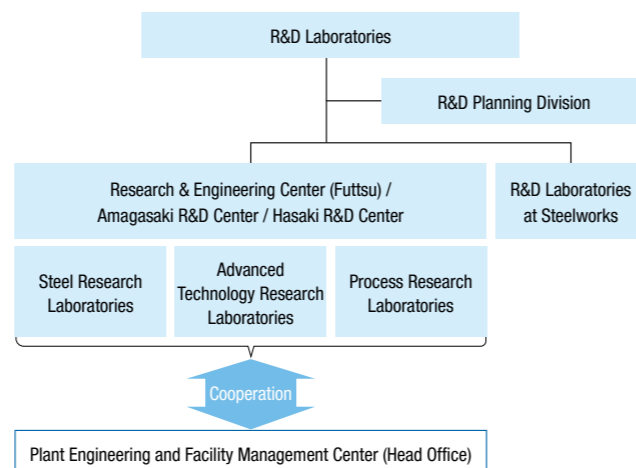 R&D Laboratories
R&D Planning Division
Research & Engineering Center (Futtsu) /
Amagasaki R&D Center / Hasaki R&D Center
R&D Laboratories
at Steelworks
Steel Research
Laboratories
Advanced
Technology Research
Laboratories
Process Research
Laboratories
Cooperation
Plant Engineering and Facility Management Center (Head Office)